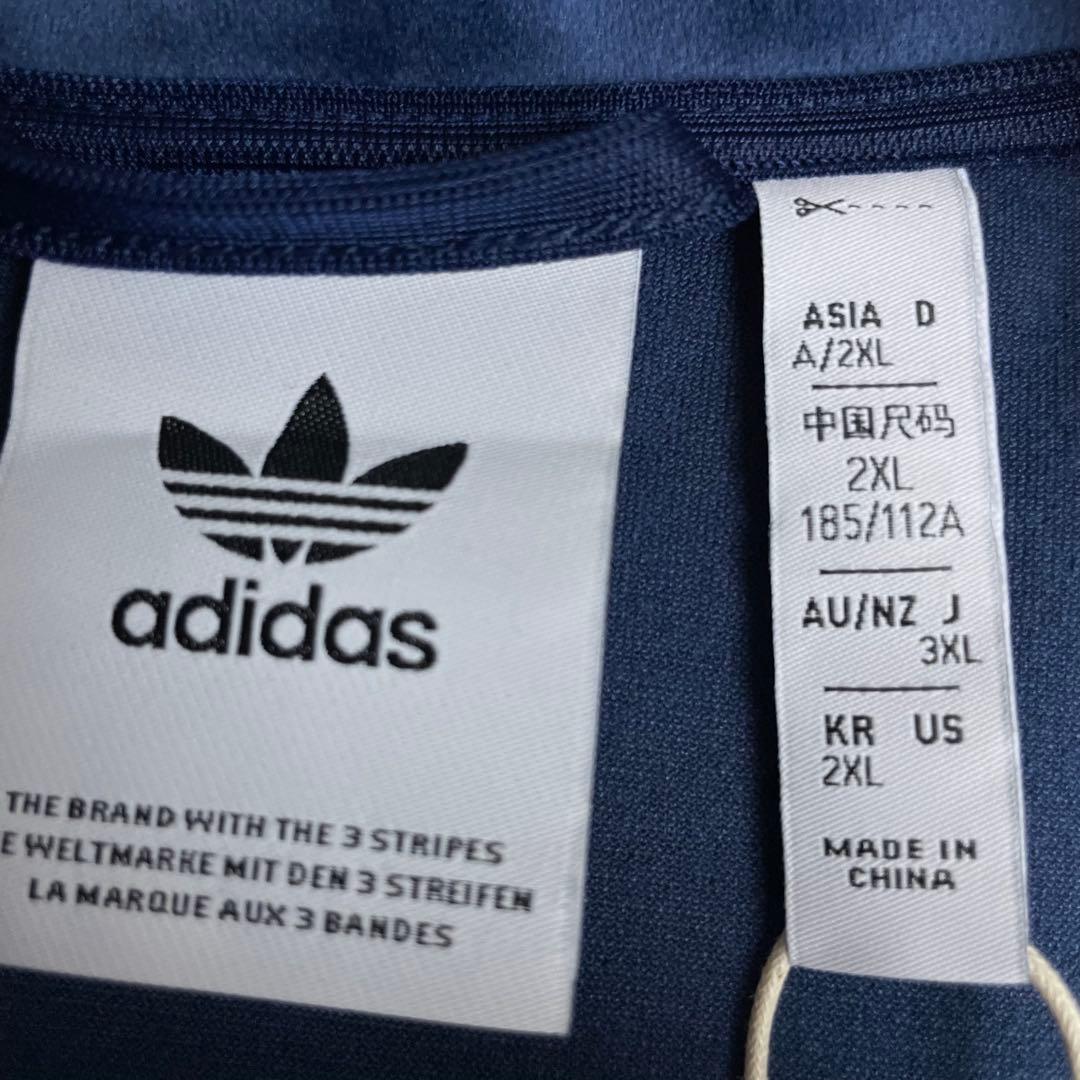 adidas
THE BRAND WITH THE 3 STRIPES
E WELTMARKE MIT DEN 3 STREIFEN
LA MARQUE AUX 3 BANDES
ASIA D
A/2XL
中国尺码
2XL
185/112A
AU/NZ J
3XL
KR US
2XL
MADE IN
CHINA